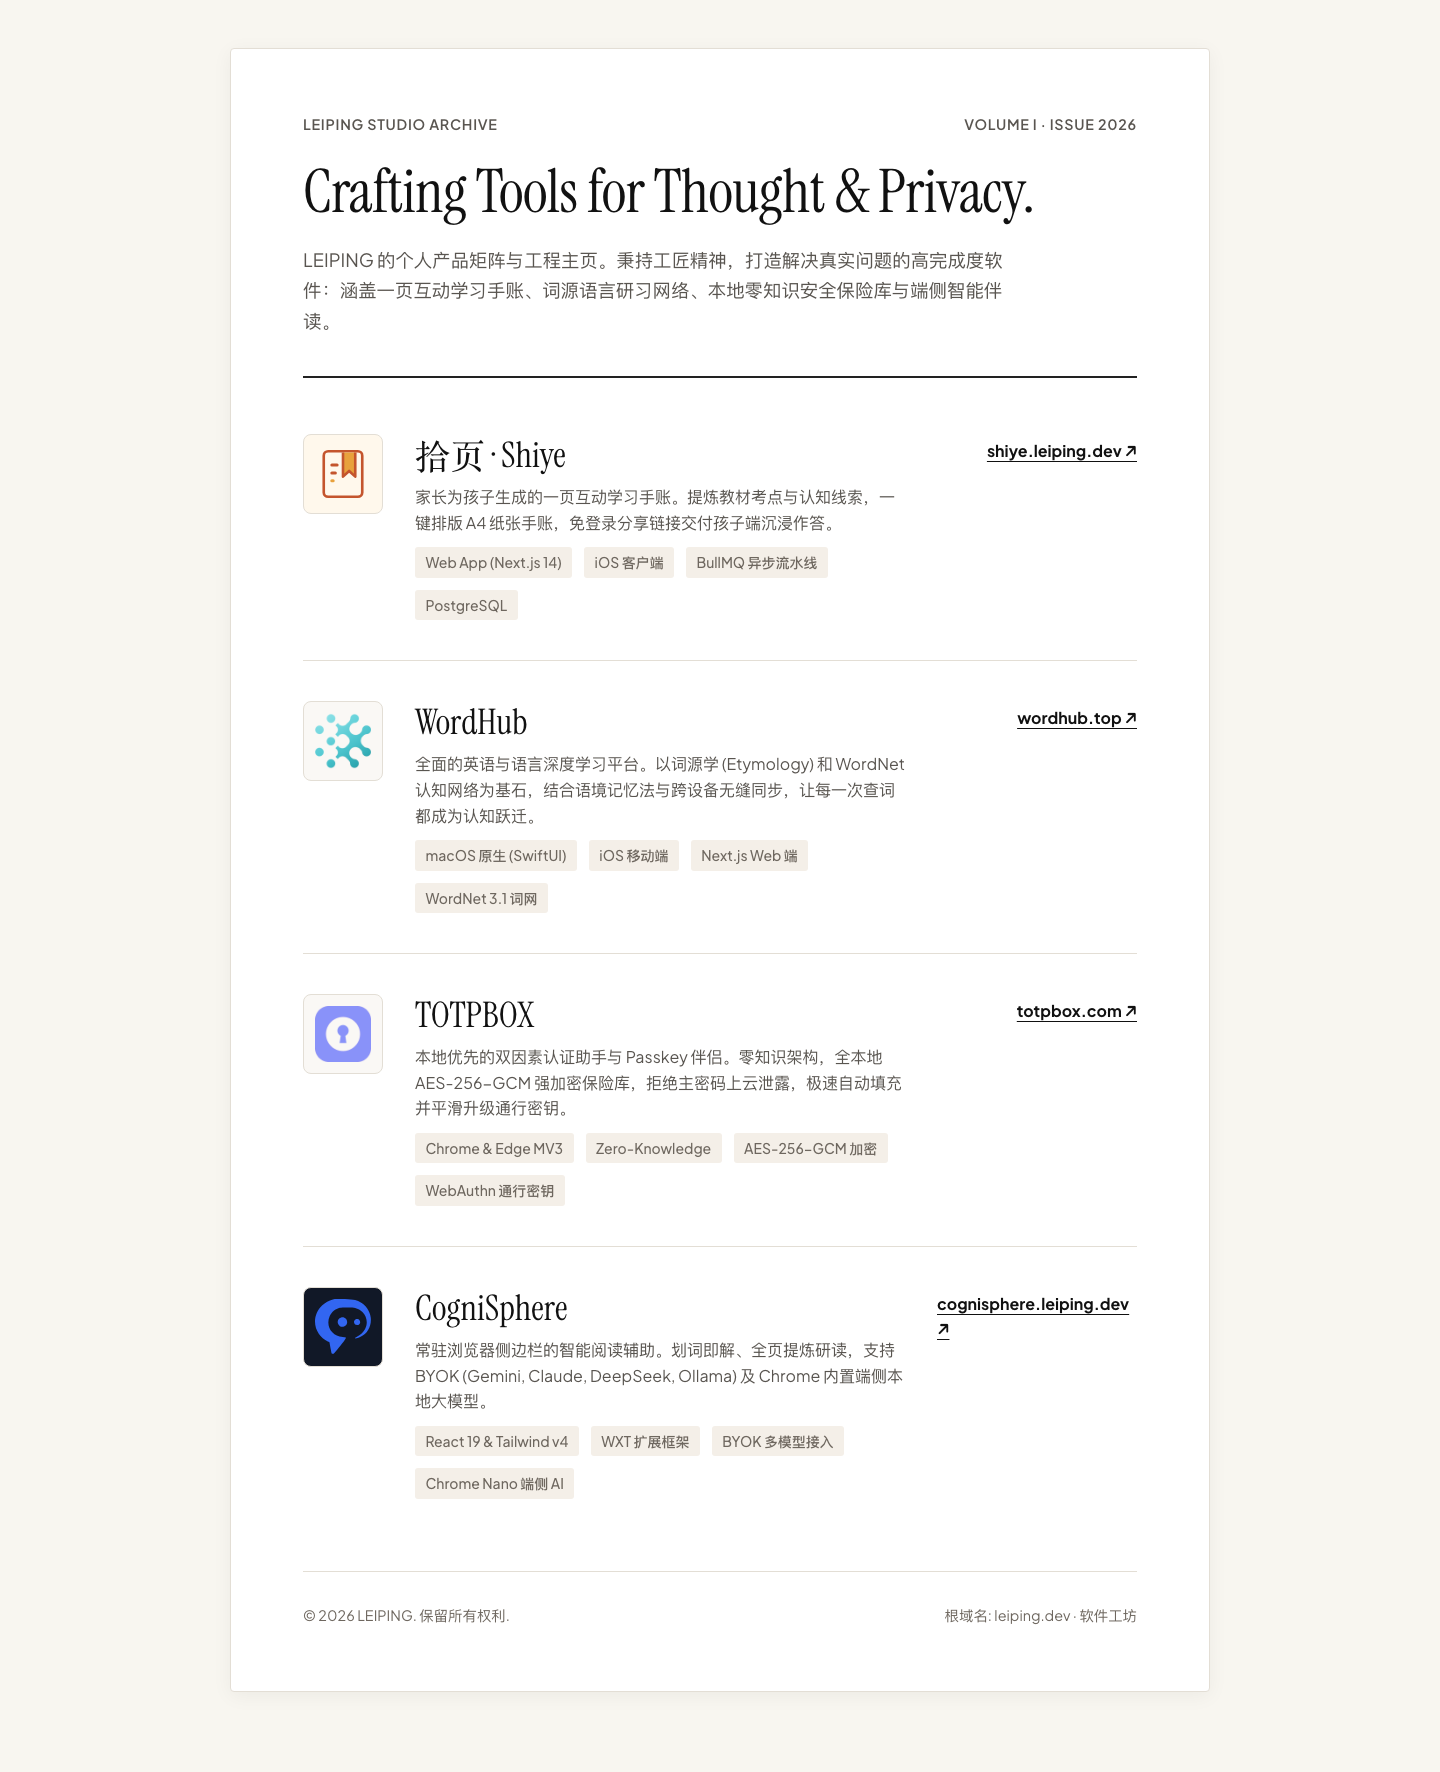 LEIPING STUDIO ARCHIVE
VOLUME I · ISSUE 2026
Crafting Tools for Thought & Privacy.
LEIPING 的个人产品矩阵与工程主页。秉持工匠精神，打造解决真实问题的高完成度软
件：涵盖一页互动学习手账、词源语言研习网络、本地零知识安全保险库与端侧智能伴
读。
拾页 · Shiye
shiye.leiping.dev ↗
家长为孩子生成的一页互动学习手账。提炼教材考点与认知线索，一
键排版 A4 纸张手账，免登录分享链接交付孩子端沉浸作答。
Web App (Next.js 14)
iOS 客户端
BullMQ 异步流水线
PostgreSQL
WordHub
wordhub.top ↗
全面的英语与语言深度学习平台。以词源学 (Etymology) 和 WordNet
认知网络为基石，结合语境记忆法与跨设备无缝同步，让每一次查词
都成为认知跃迁。
macOS 原生 (SwiftUI)
iOS 移动端
Next.js Web 端
WordNet 3.1 词网
TOTPBOX
totpbox.com ↗
本地优先的双因素认证助手与 Passkey 伴侣。零知识架构，全本地
AES-256-GCM 强加密保险库，拒绝主密码上云泄露，极速自动填充
并平滑升级通行密钥。
Chrome & Edge MV3
Zero-Knowledge
AES-256-GCM 加密
WebAuthn 通行密钥
CogniSphere
cognisphere.leiping.dev
↗
常驻浏览器侧边栏的智能阅读辅助。划词即解、全页提炼研读，支持
BYOK (Gemini, Claude, DeepSeek, Ollama) 及 Chrome 内置端侧本
地大模型。
React 19 & Tailwind v4
WXT 扩展框架
BYOK 多模型接入
Chrome Nano 端侧 AI
© 2026 LEIPING. 保留所有权利.
根域名: leiping.dev · 软件工坊